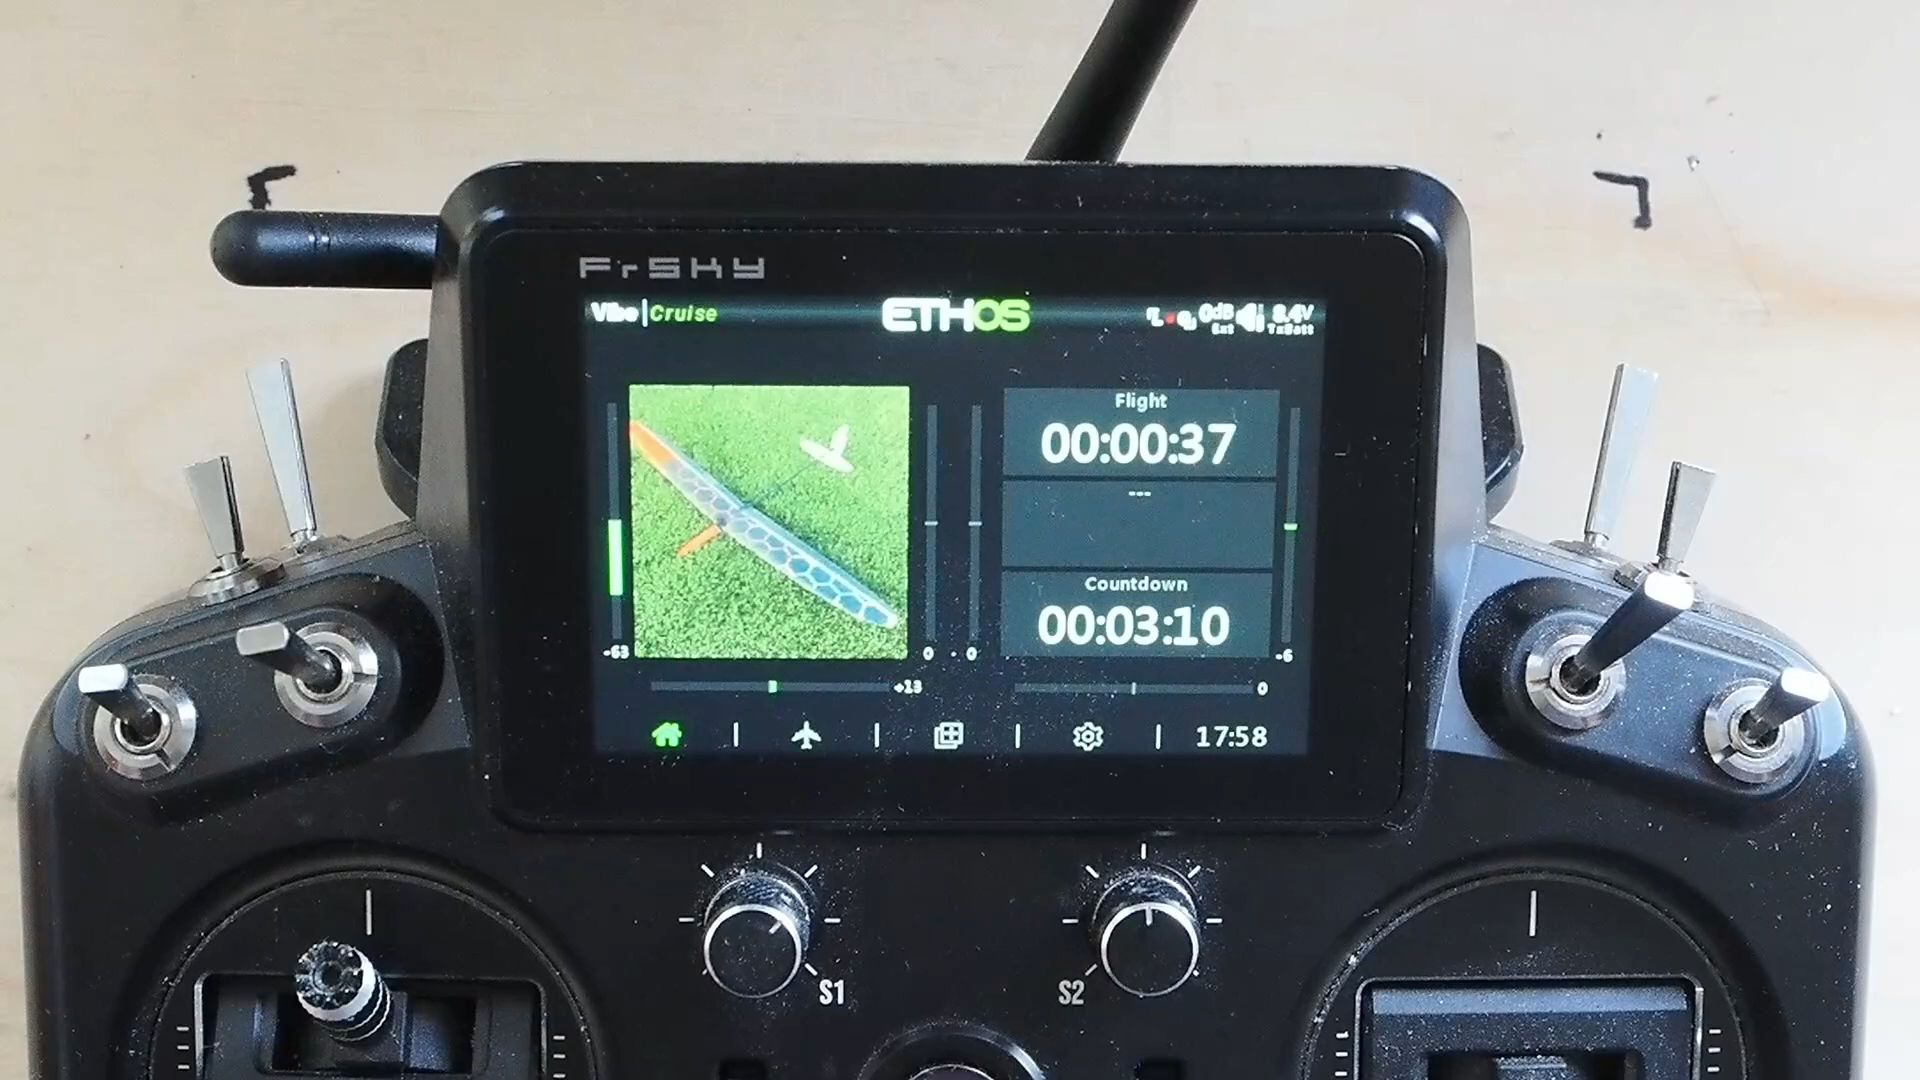 FrSKY
Vibe|Cruise
ETHOS
0dB
Ext
8.4V
TxBatt
Flight
00:00:37
---
Countdown
00:03:10
-63
0
0
-6
+13
0
17:58
S1
S2